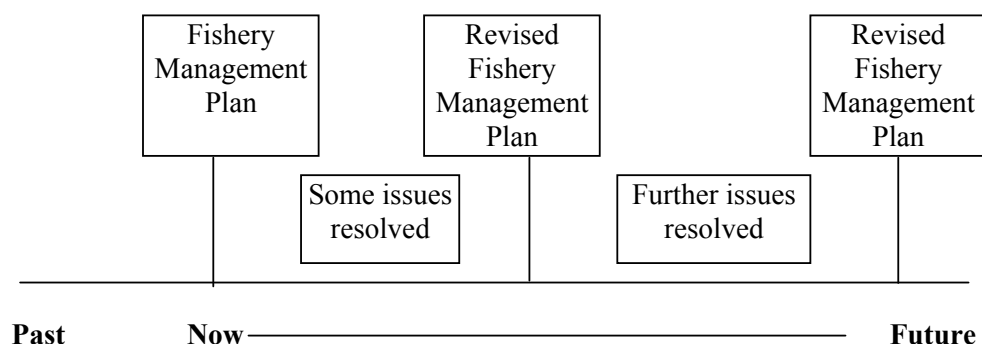 Fishery
Management
Plan
Revised
Fishery
Management
Plan
Revised
Fishery
Management
Plan
Some issues
resolved
Further issues
resolved
Past
Now
Future